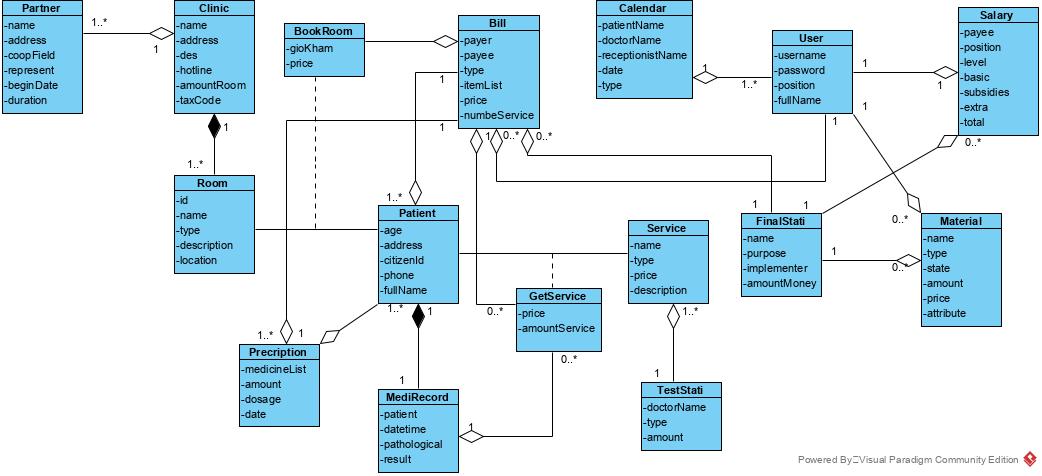 Partner
-name
-address
-coopField
-represent
-beginDate
-duration
1..*
1
Clinic
-name
-address
-des
-hotline
-amountRoom
-taxCode
1
1..*
BookRoom
-gioKham
-price
Bill
-payer
-payee
-type
-itemList
-price
-numbeService
1
1
1
0..*
0..*
Calendar
-patientName
-doctorName
-receptionistName
-date
-type
1
1..*
User
-username
-password
-position
-fullName
1
1
1
1
Salary
-payee
-position
-level
-basic
-subsidies
-extra
-total
0..*
Room
-id
-name
-type
-description
-location
1..*
Patient
-age
-address
-citizenId
-phone
-fullName
1..*
1
Service
-name
-type
-price
-description
1..*
1
1
FinalStati
-name
-purpose
-implementer
-amountMoney
1
0..*
0..*
Material
-name
-type
-state
-amount
-price
-attribute
GetService
-price
-amountService
0..*
0..*
1..*
1
Precription
-medicineList
-amount
-dosage
-date
1
MediRecord
-patient
-datetime
-pathological
-result
1
1
TestStati
-doctorName
-type
-amount
Powered By Visual Paradigm Community Edition